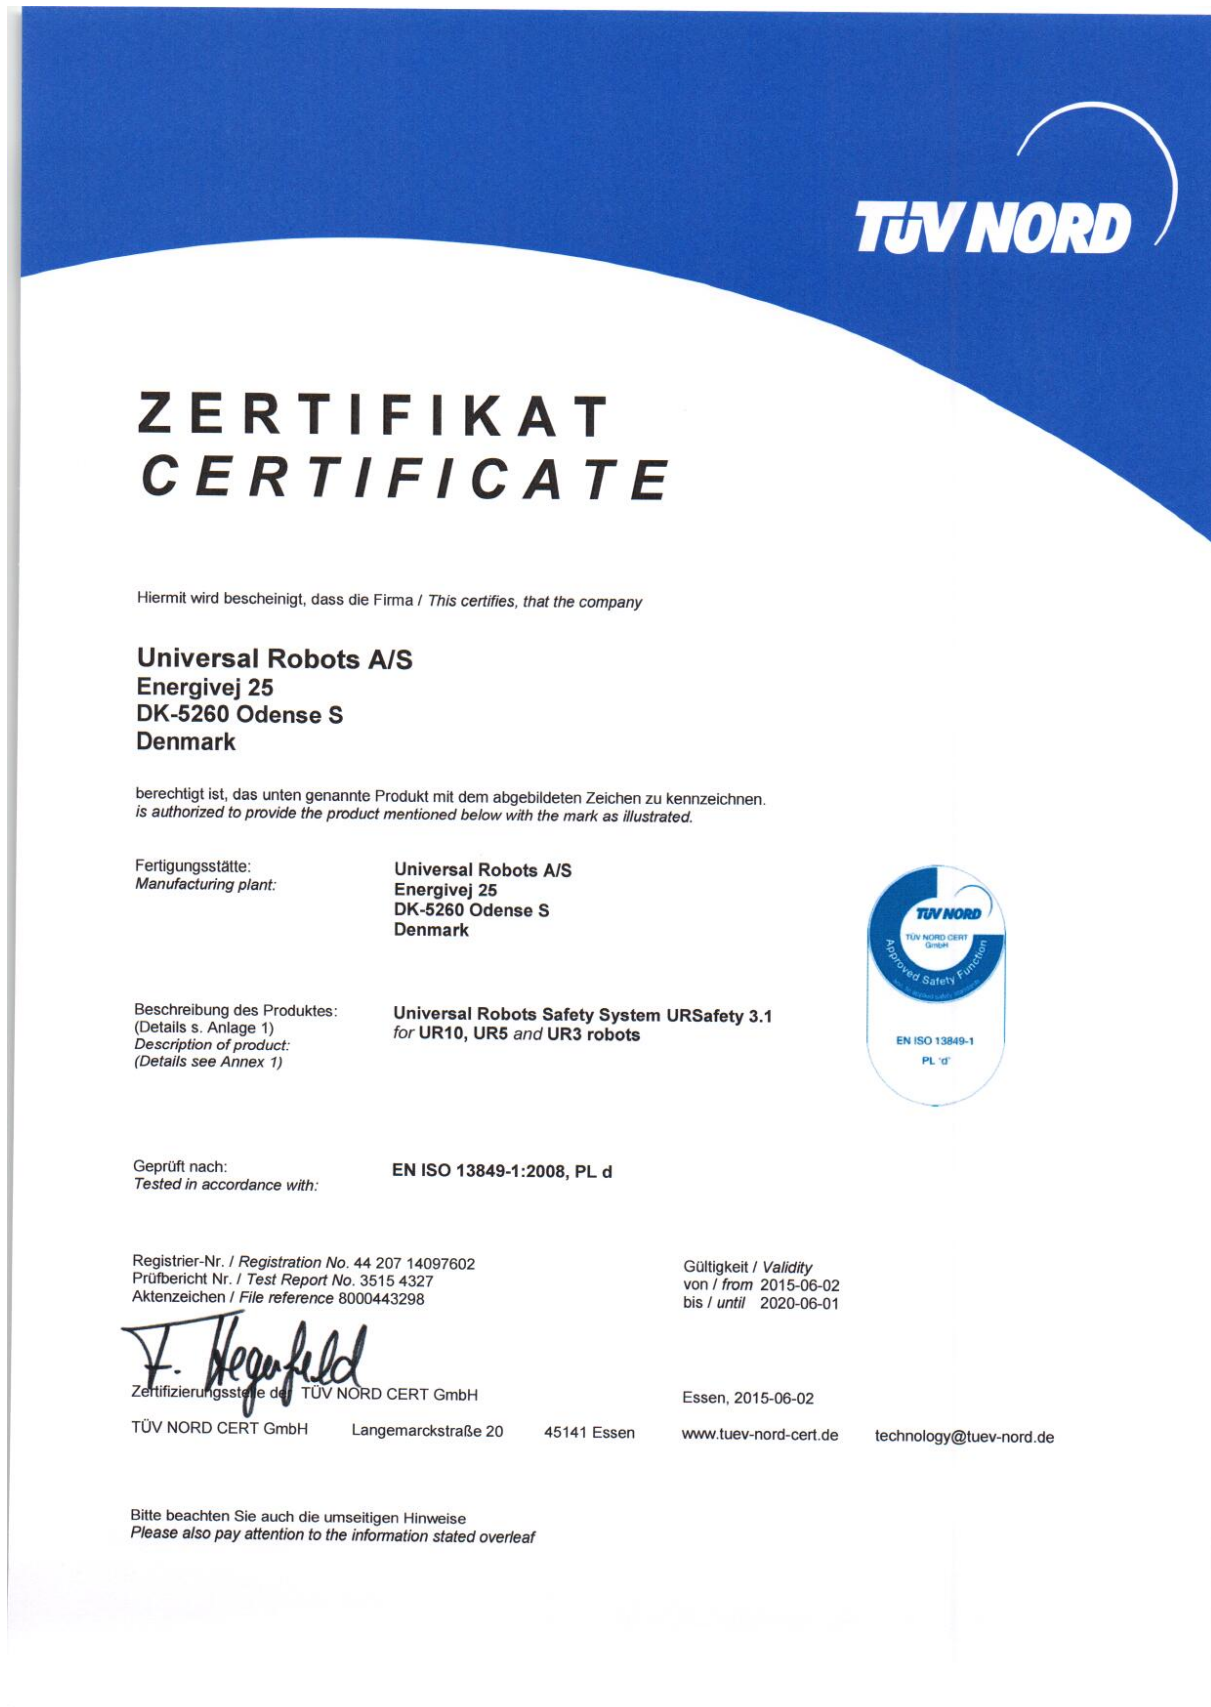 TÜV NORD
ZERTIFIKAT
CERTIFICATE
Hiermit wird bescheinigt, dass die Firma / This certifies, that the company
Universal Robots A/S
Energivej 25
DK-5260 Odense S
Denmark
berechtigt ist, das unten genannte Produkt mit dem abgebildeten Zeichen zu kennzeichnen.
is authorized to provide the product mentioned below with the mark as illustrated.
Fertigungsstätte:
Manufacturing plant:
Universal Robots A/S
Energivej 25
DK-5260 Odense S
Denmark
TÜV NORD
TÜV NORD CERT
GmbH
Approved Safety Function
EN ISO 13849-1
PL 'd'
Beschreibung des Produktes:
(Details s. Anlage 1)
Description of product:
(Details see Annex 1)
Universal Robots Safety System URSafety 3.1
for UR10, UR5 and UR3 robots
Geprüft nach:
Tested in accordance with:
EN ISO 13849-1:2008, PL d
Registrier-Nr. / Registration No. 44 207 14097602
Prüfbericht Nr. / Test Report No. 3515 4327
Aktenzeichen / File reference 8000443298
Gültigkeit / Validity
von / from 2015-06-02
bis / until 2020-06-01
F. Hegerfeld
Zertifizierungsstelle der TÜV NORD CERT GmbH
Essen, 2015-06-02
TÜV NORD CERT GmbH Langemarckstraße 20 45141 Essen www.tuev-nord-cert.de technology@tuev-nord.de
Bitte beachten Sie auch die umseitigen Hinweise
Please also pay attention to the information stated overleaf